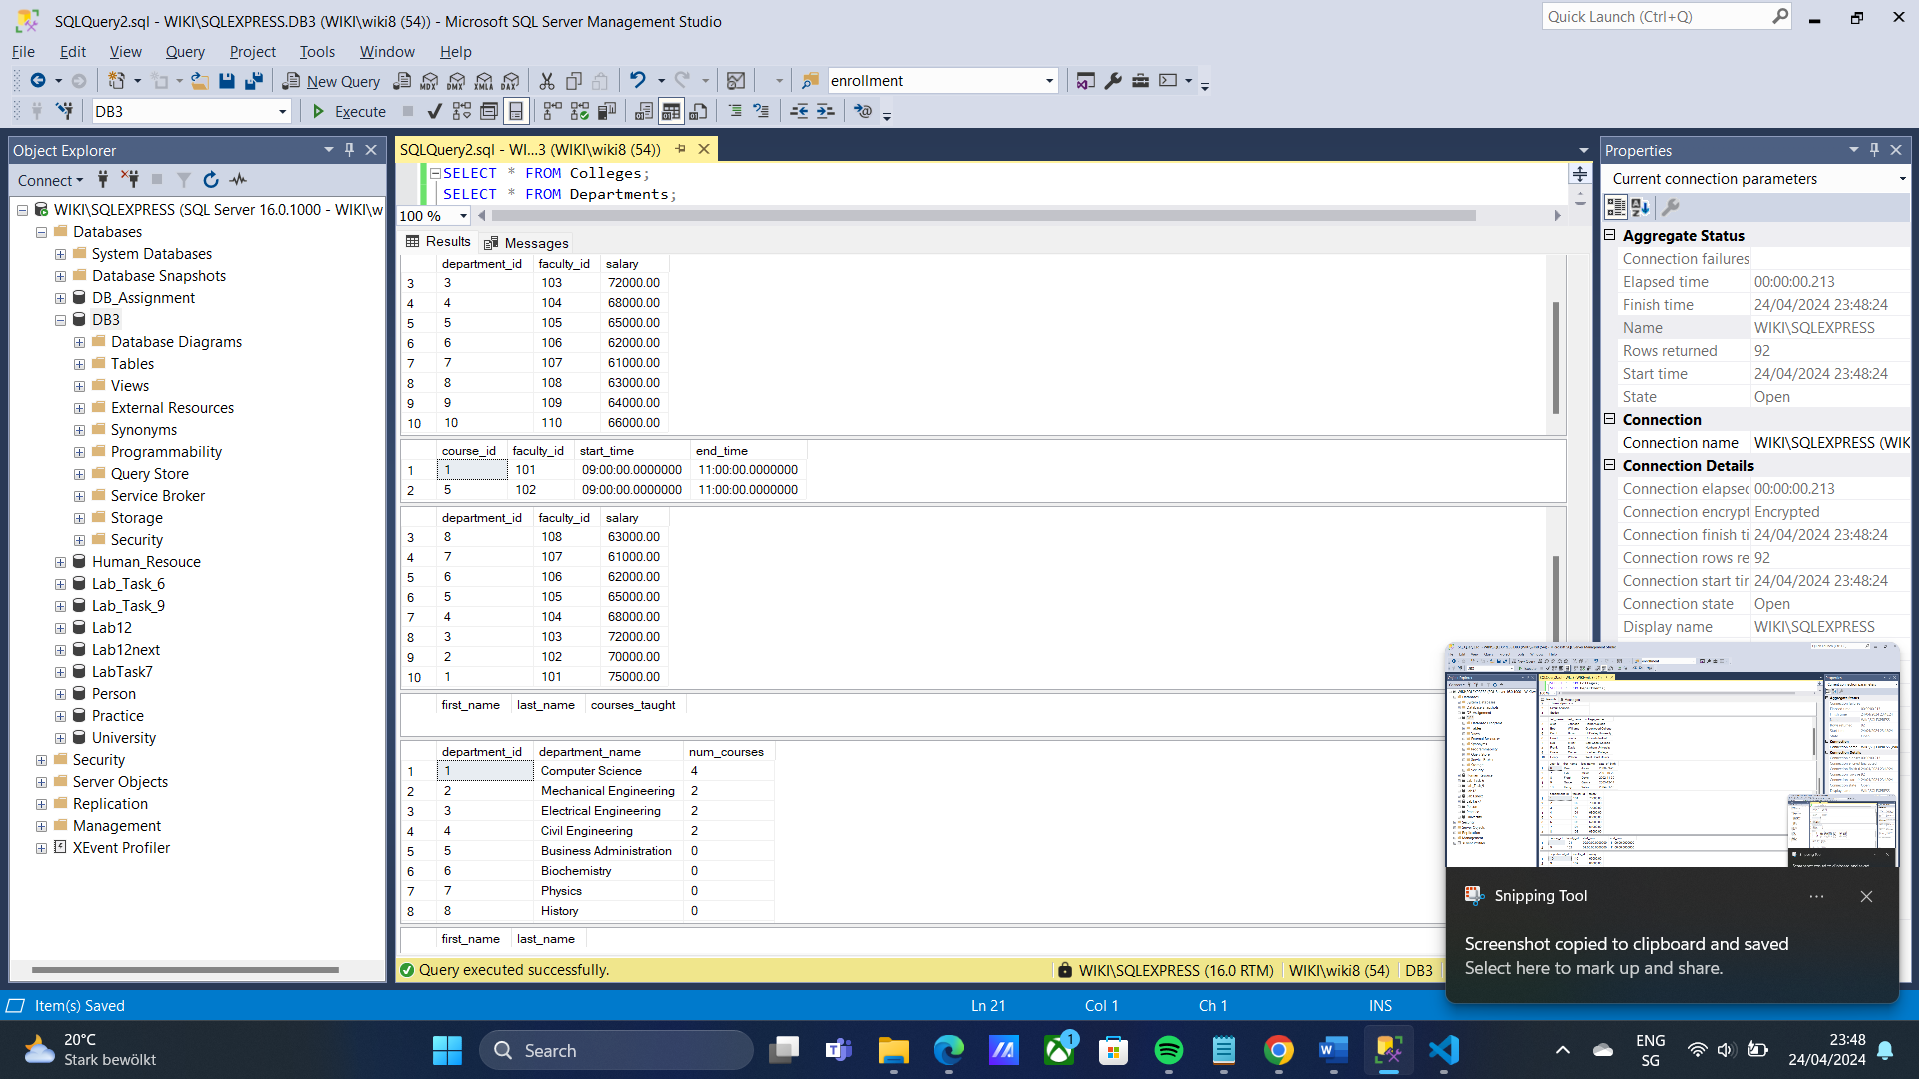 SQLQuery2.sql - WIKI\SQLEXPRESS.DB3 (WIKI\wiki8 (54)) - Microsoft SQL Server Management Studio
Quick Launch (Ctrl+Q)
File Edit View Query Project Tools Window Help
New Query MDX DMX XMLA DAX enrollment
DB3 Execute
Object Explorer
Connect
WIKI\SQLEXPRESS (SQL Server 16.0.1000 - WIKI\w
Databases
System Databases
Database Snapshots
DB_Assignment
DB3
Database Diagrams
Tables
Views
External Resources
Synonyms
Programmability
Query Store
Service Broker
Storage
Security
Human_Resouce
Lab_Task_6
Lab_Task_9
Lab12
Lab12next
LabTask7
Person
Practice
University
Security
Server Objects
Replication
Management
XEvent Profiler
SQLQuery2.sql - WI...3 (WIKI\wiki8 (54))
SELECT * FROM Colleges;
SELECT * FROM Departments;
100 %
Results Messages
department_id faculty_id salary
3 3 103 72000.00
4 4 104 68000.00
5 5 105 65000.00
6 6 106 62000.00
7 7 107 61000.00
8 8 108 63000.00
9 9 109 64000.00
10 10 110 66000.00
course_id faculty_id start_time end_time
1 1 101 09:00:00.0000000 11:00:00.0000000
2 5 102 09:00:00.0000000 11:00:00.0000000
department_id faculty_id salary
3 8 108 63000.00
4 7 107 61000.00
5 6 106 62000.00
6 5 105 65000.00
7 4 104 68000.00
8 3 103 72000.00
9 2 102 70000.00
10 1 101 75000.00
first_name last_name courses_taught
department_id department_name num_courses
1 1 Computer Science 4
2 2 Mechanical Engineering 2
3 3 Electrical Engineering 2
4 4 Civil Engineering 2
5 5 Business Administration 0
6 6 Biochemistry 0
7 7 Physics 0
8 8 History 0
first_name last_name
Query executed successfully. WIKI\SQLEXPRESS (16.0 RTM) WIKI\wiki8 (54) DB3
Properties
Current connection parameters
Aggregate Status
Connection failures
Elapsed time 00:00:00.213
Finish time 24/04/2024 23:48:24
Name WIKI\SQLEXPRESS
Rows returned 92
Start time 24/04/2024 23:48:24
State Open
Connection
Connection name WIKI\SQLEXPRESS (WIK
Connection Details
Connection elapsec 00:00:00.213
Connection encrypt Encrypted
Connection finish ti 24/04/2024 23:48:24
Connection rows re 92
Connection start tir 24/04/2024 23:48:24
Connection state Open
Display name WIKI\SQLEXPRESS
Snipping Tool
Screenshot copied to clipboard and saved
Select here to mark up and share.
Item(s) Saved Ln 21 Col 1 Ch 1 INS
20°C
Stark bewölkt
Search
1
ENG
SG
23:48
24/04/2024